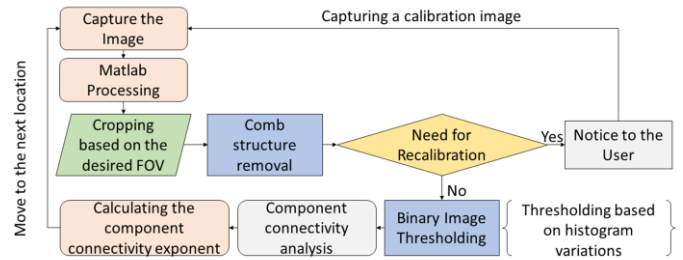 Capturing a calibration image
Capture the
Image
Matlab
Processing
Move to the next location
Cropping
based on the
desired FOV
Comb
structure
removal
Need for
Recalibration
Yes
Notice to the
User
No
Calculating the
component
connectivity exponent
Component
connectivity
analysis
Binary Image
Thresholding
Thresholding based
on histogram
variations